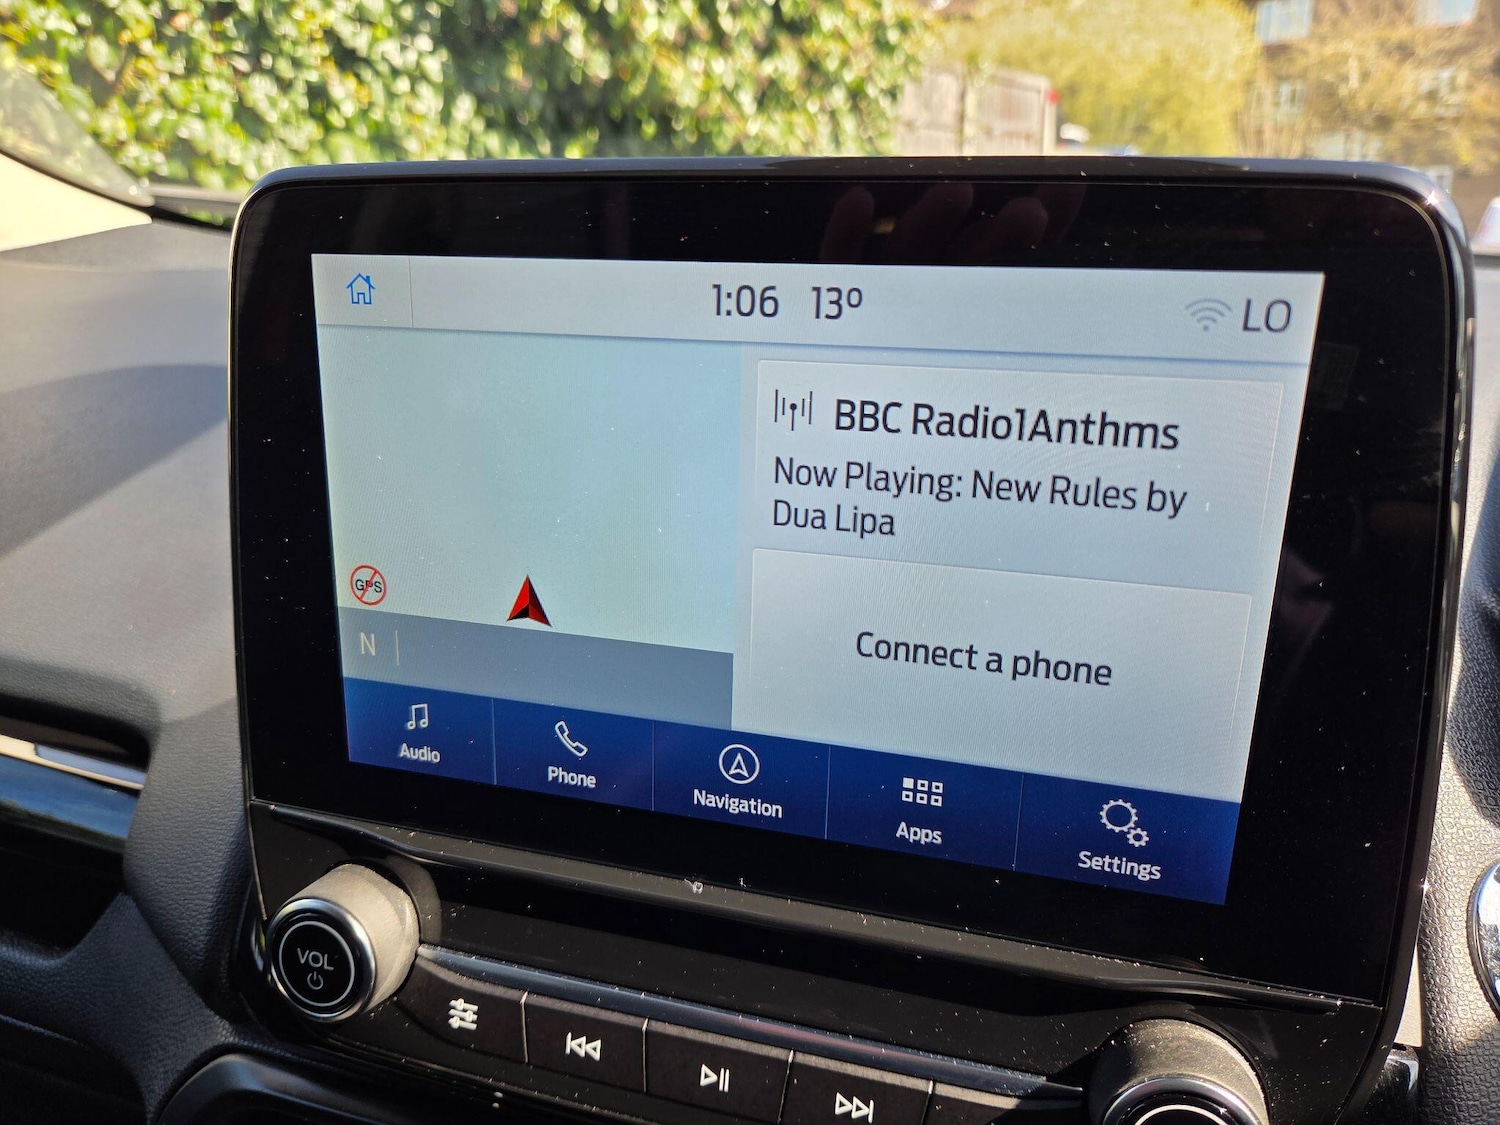 1:06 13°
LO
BBC Radio1Anthms
Now Playing: New Rules by
Dua Lipa
GPS
N
Connect a phone
Audio
Phone
Navigation
Apps
Settings
VOL